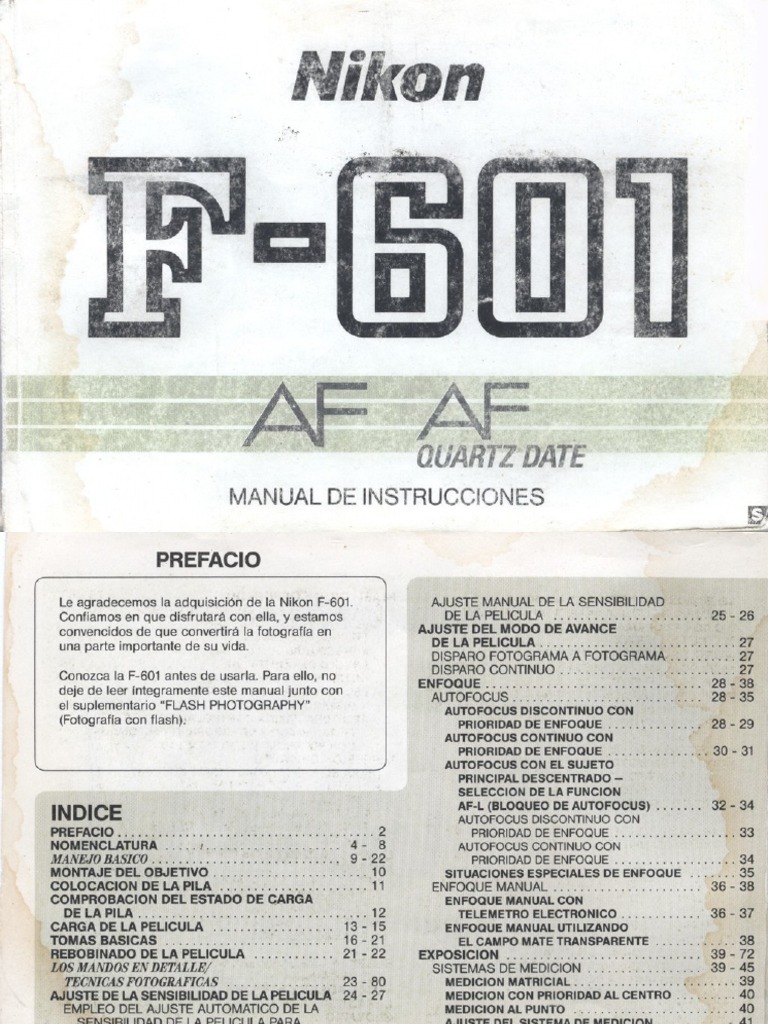 Nikon
F-601
AF AF
QUARTZ DATE
MANUAL DE INSTRUCCIONES
S
PREFACIO
Le agradecemos la adquisición de la Nikon F-601.
Confiamos en que disfrutará con ella, y estamos
convencidos de que convertirá la fotografía en
una parte importante de su vida.
Conozca la F-601 antes de usarla. Para ello, no
deje de leer íntegramente este manual junto con
el suplementario "FLASH PHOTOGRAPHY"
(Fotografía con flash).
INDICE
PREFACIO 2
NOMENCLATURA 4 - 8
MANEJO BASICO 9 - 22
MONTAJE DEL OBJETIVO 10
COLOCACION DE LA PILA 11
COMPROBACION DEL ESTADO DE CARGA
DE LA PILA 12
CARGA DE LA PELICULA 13 - 15
TOMAS BASICAS 16 - 21
REBOBINADO DE LA PELICULA 21 - 22
LOS MANDOS EN DETALLE/
TECNICAS FOTOGRAFICAS 23 - 80
AJUSTE DE LA SENSIBILIDAD DE LA PELICULA 24 - 27
EMPLEO DEL AJUSTE AUTOMATICO DE LA
SENSIBILIDAD DE LA PELICULA PARA
AJUSTE MANUAL DE LA SENSIBILIDAD
DE LA PELICULA 25 - 26
AJUSTE DEL MODO DE AVANCE
DE LA PELICULA 27
DISPARO FOTOGRAMA A FOTOGRAMA 27
DISPARO CONTINUO 27
ENFOQUE 28 - 38
AUTOFOCUS 28 - 35
AUTOFOCUS DISCONTINUO CON
PRIORIDAD DE ENFOQUE 28 - 29
AUTOFOCUS CONTINUO CON
PRIORIDAD DE ENFOQUE 30 - 31
AUTOFOCUS CON EL SUJETO
PRINCIPAL DESCENTRADO —
SELECCION DE LA FUNCION
AF-L (BLOQUEO DE AUTOFOCUS) 32 - 34
AUTOFOCUS DISCONTINUO CON
PRIORIDAD DE ENFOQUE 33
AUTOFOCUS CONTINUO CON
PRIORIDAD DE ENFOQUE 34
SITUACIONES ESPECIALES DE ENFOQUE 35
ENFOQUE MANUAL 36 - 38
ENFOQUE MANUAL CON
TELEMETRO ELECTRONICO 36 - 37
ENFOQUE MANUAL UTILIZANDO
EL CAMPO MATE TRANSPARENTE 38
EXPOSICION 39 - 72
SISTEMAS DE MEDICION 39 - 45
MEDICION MATRICIAL 39
MEDICION CON PRIORIDAD AL CENTRO 40
MEDICION AL PUNTO 40
AJUSTE DEL SISTEMA DE MEDICION 41